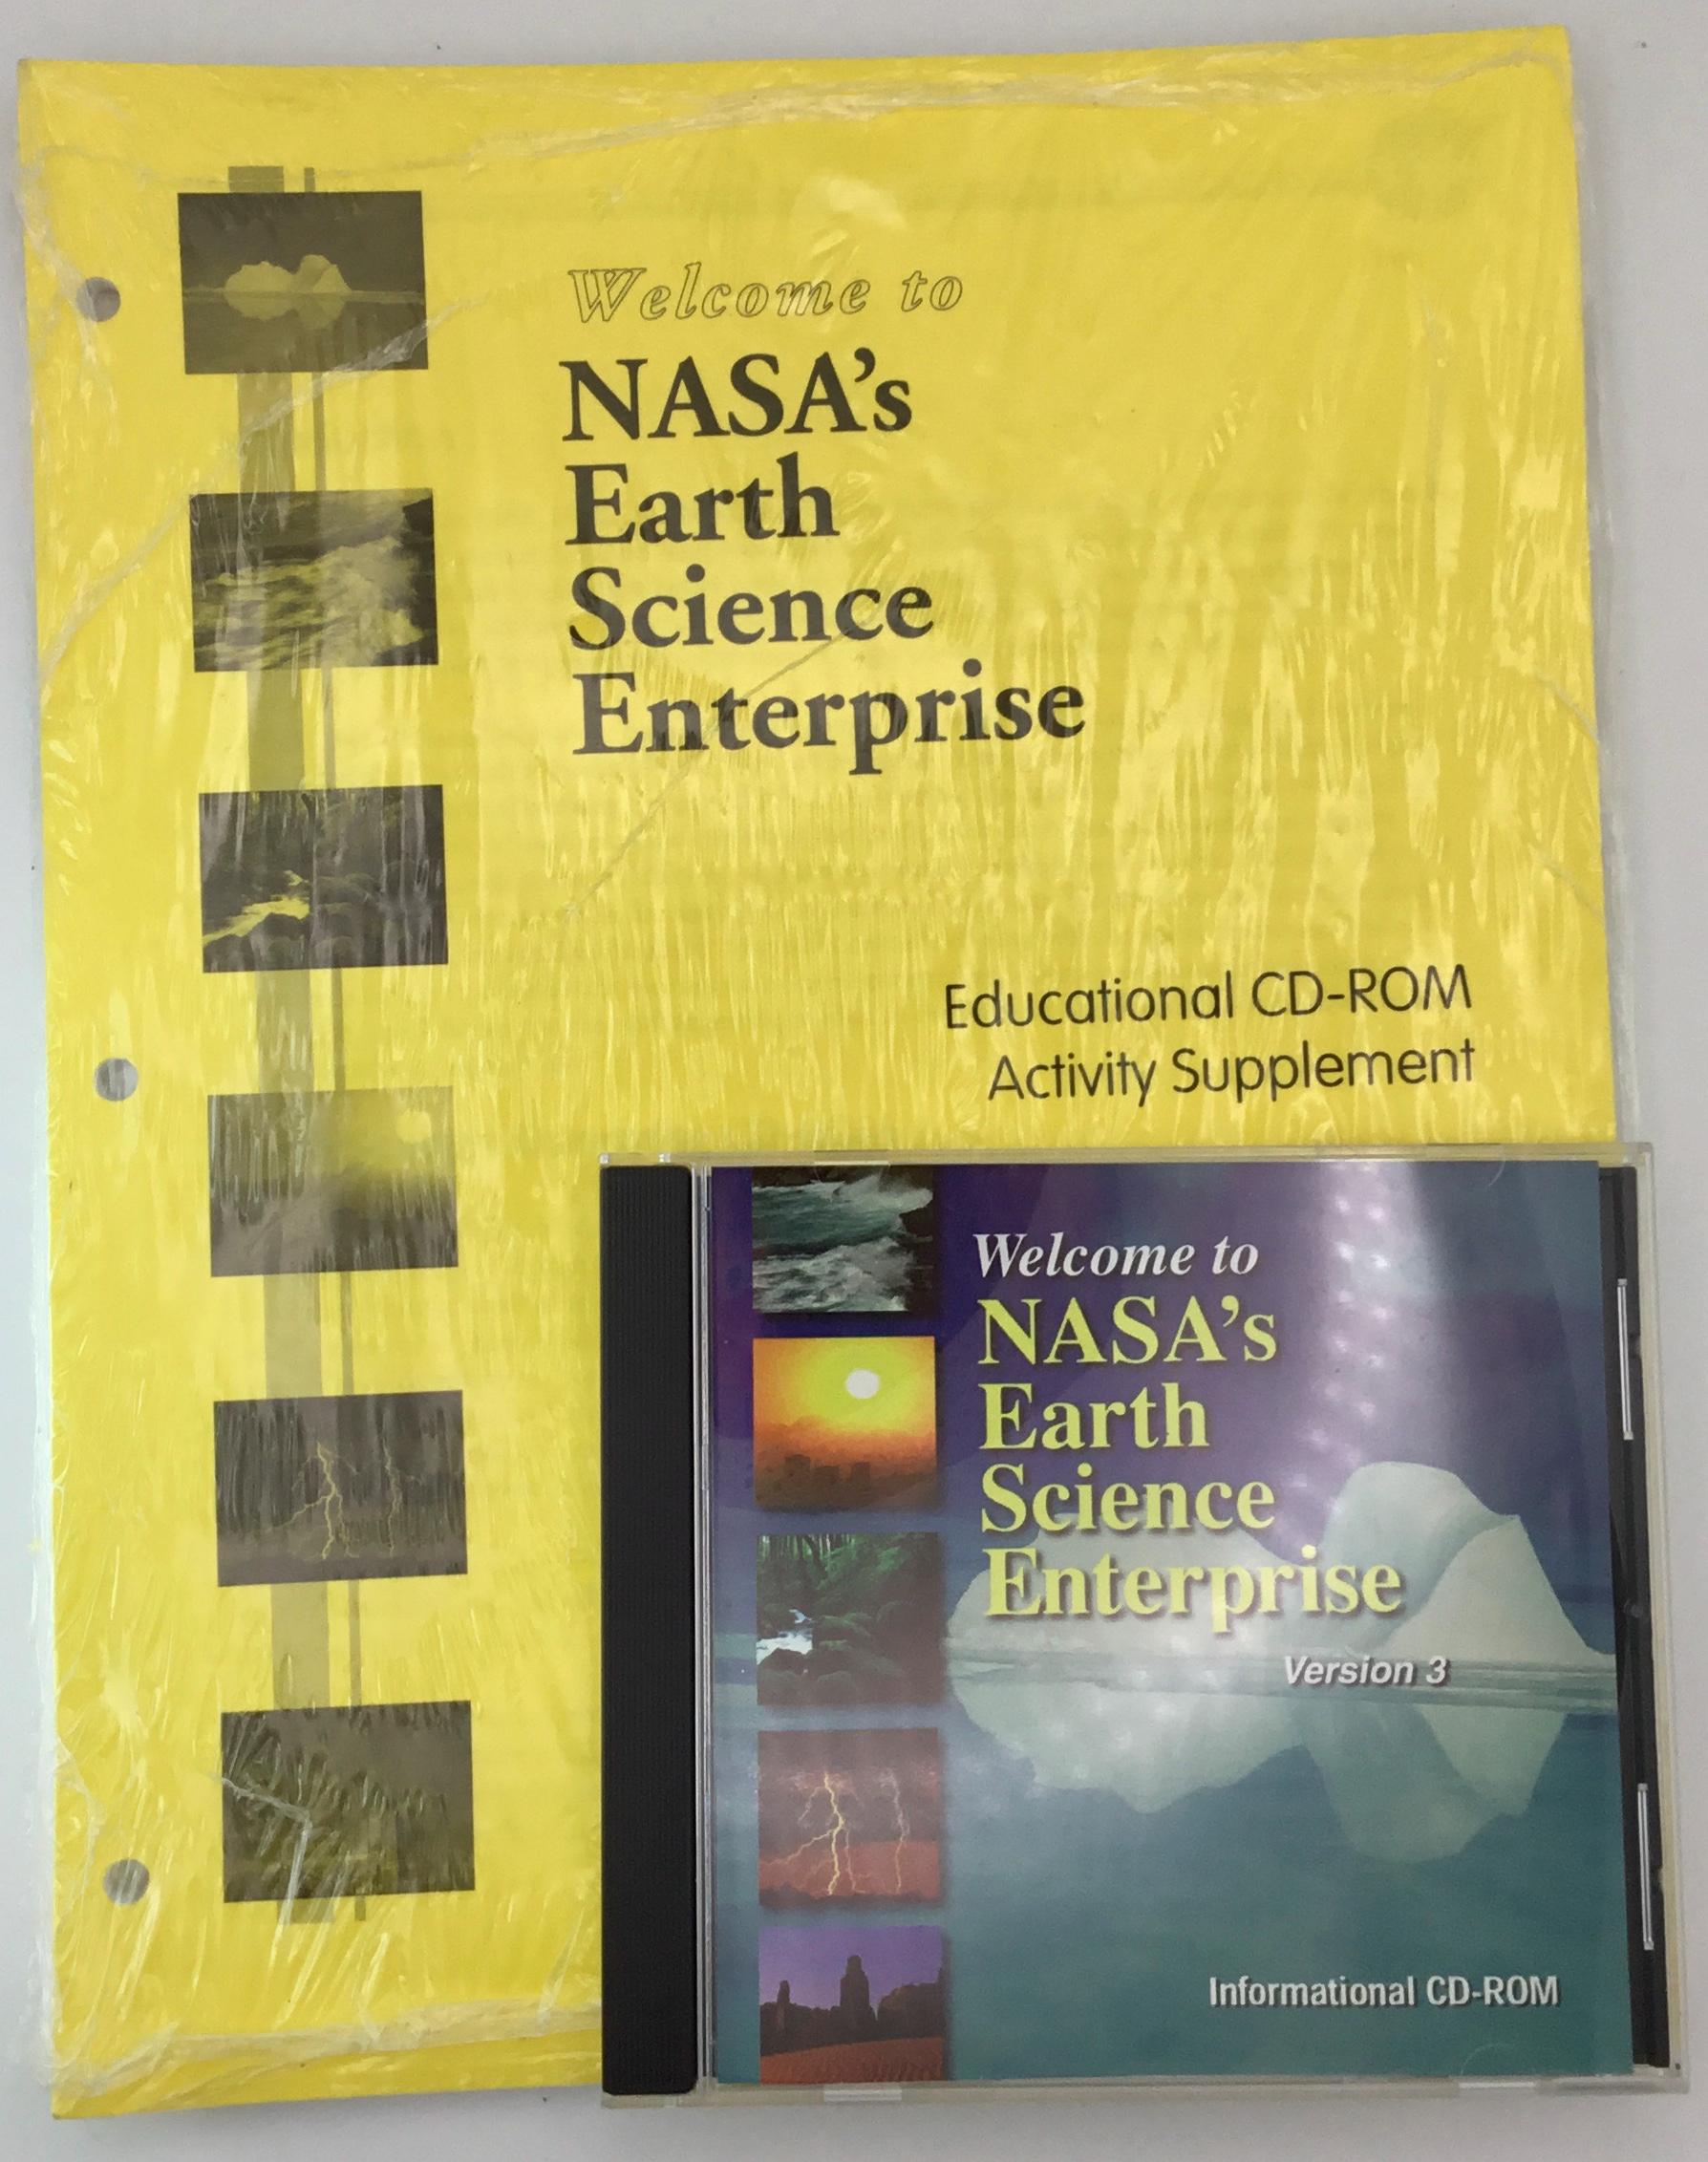 Welcome to
NASA's
Earth
Science
Enterprise
Educational CD-ROM
Activity Supplement
Welcome to
NASA's
Earth
Science
Enterprise
Version 3
Informational CD-ROM